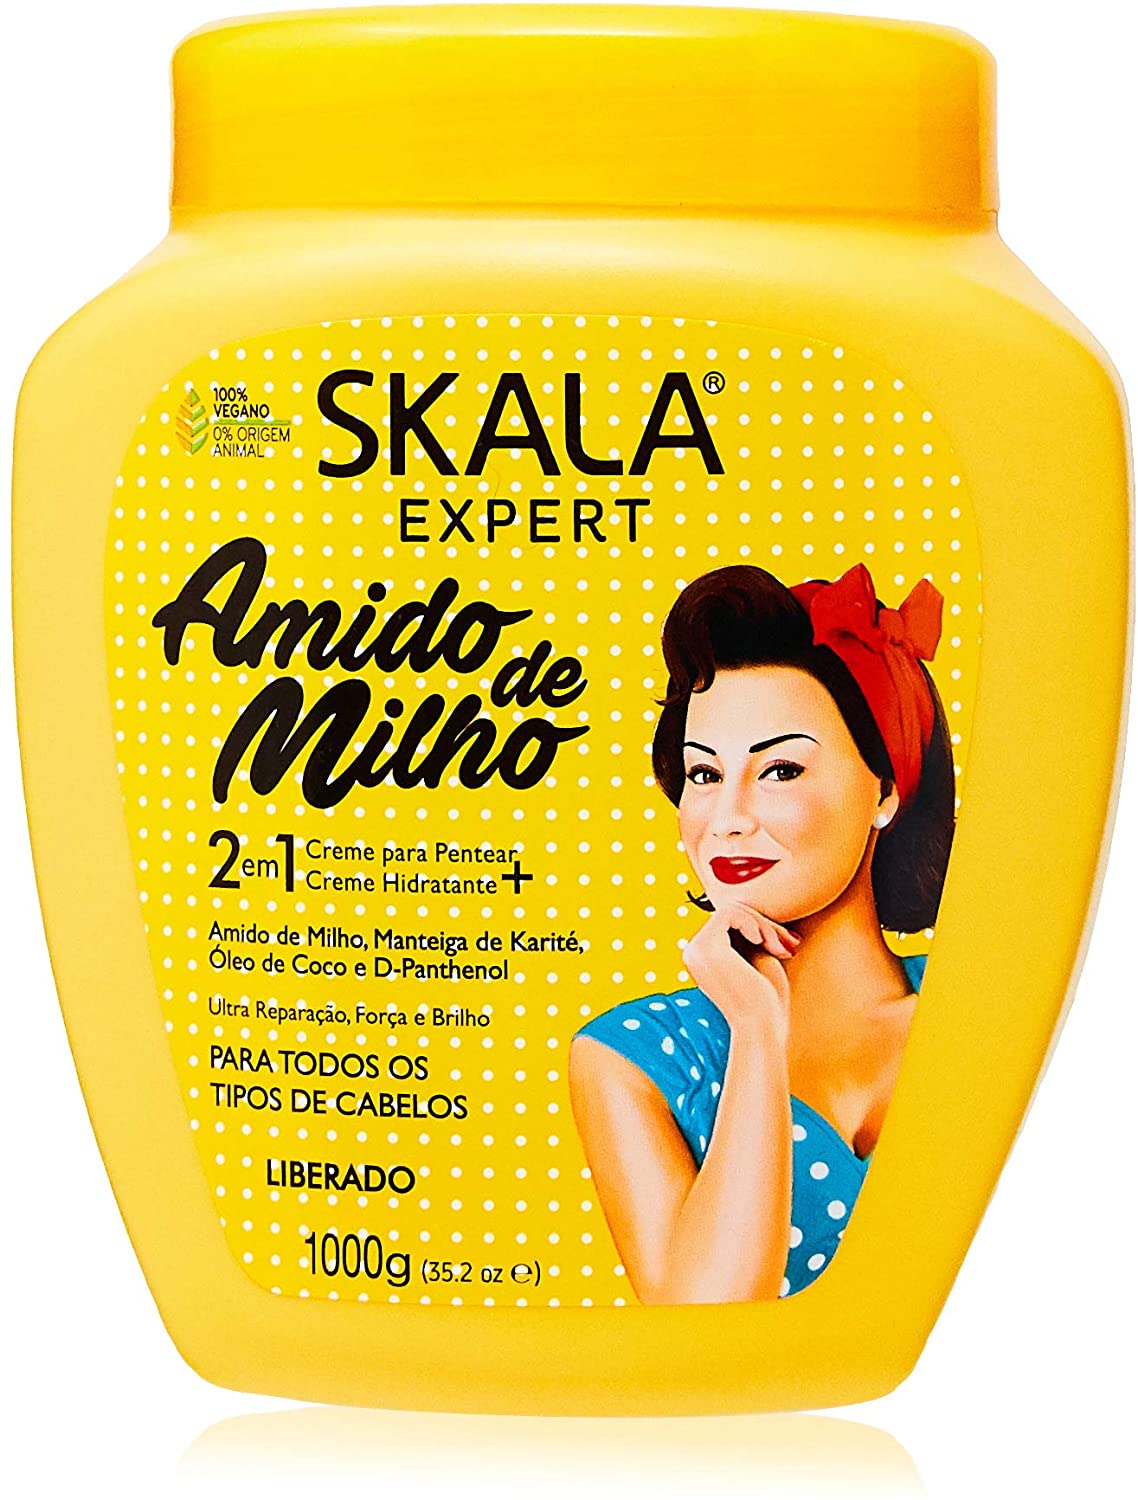 100%
VEGANO
0% ORIGEM
ANIMAL
SKALA®
EXPERT
Amido de
Milho
2em1 Creme para Pentear +
Creme Hidratante
Amido de Milho, Manteiga de Karité,
Óleo de Coco e D-Panthenol
Ultra Reparação, Força e Brilho
PARA TODOS OS
TIPOS DE CABELOS
LIBERADO
1000g (35.2 oz ℮)